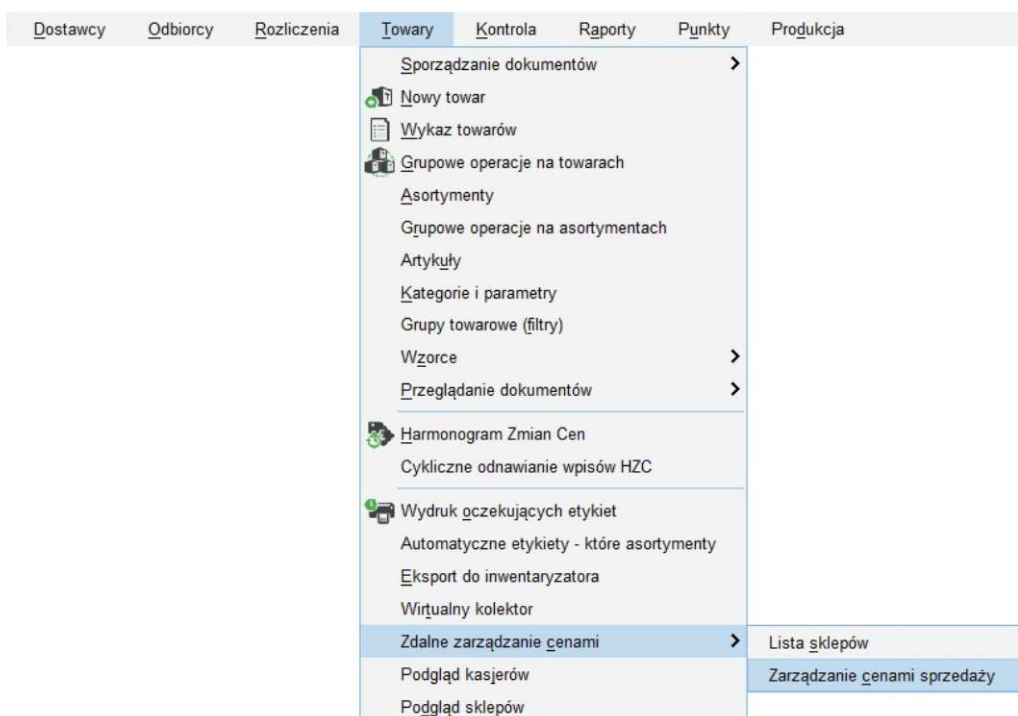 Dostawcy Odbiorcy Rozliczenia Towary Kontrola Raporty Punkty Produkcja
Sporządzanie dokumentów
Nowy towar
Wykaz towarów
Grupowe operacje na towarach
Asortymenty
Grupowe operacje na asortymentach
Artykuły
Kategorie i parametry
Grupy towarowe (filtry)
Wzorce
Przeglądanie dokumentów
Harmonogram Zmian Cen
Cykliczne odnawianie wpisów HZC
Wydruk oczekujących etykiet
Automatyczne etykiety - które asortymenty
Eksport do inwentaryzatora
Wirtualny kolektor
Zdalne zarządzanie cenami
Lista sklepów
Podgląd kasjerów
Zarządzanie cenami sprzedaży
Podgląd sklepów